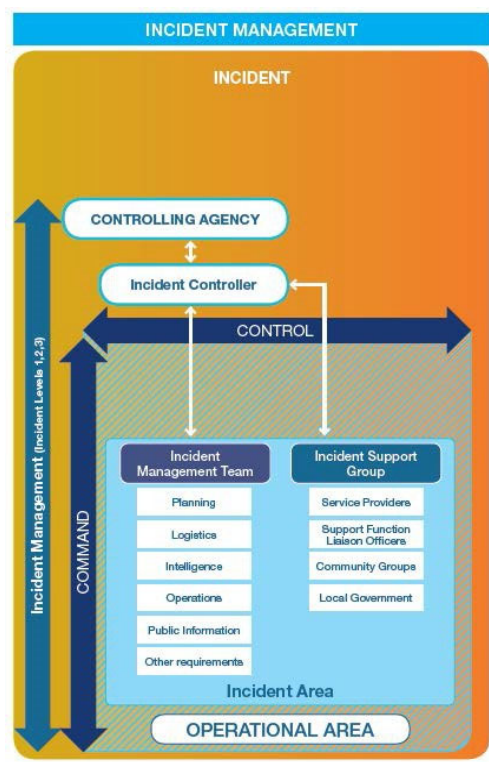 INCIDENT MANAGEMENT
INCIDENT
CONTROLLING AGENCY
Incident Controller
CONTROL
Incident Management (Incident Levels 1,2,3)
COMMAND
Incident
Management Team
Planning
Logistics
Intelligence
Operations
Public Information
Other requirements
Incident Support
Group
Service Providers
Support Function
Liaison Officers
Community Groups
Local Government
Incident Area
OPERATIONAL AREA